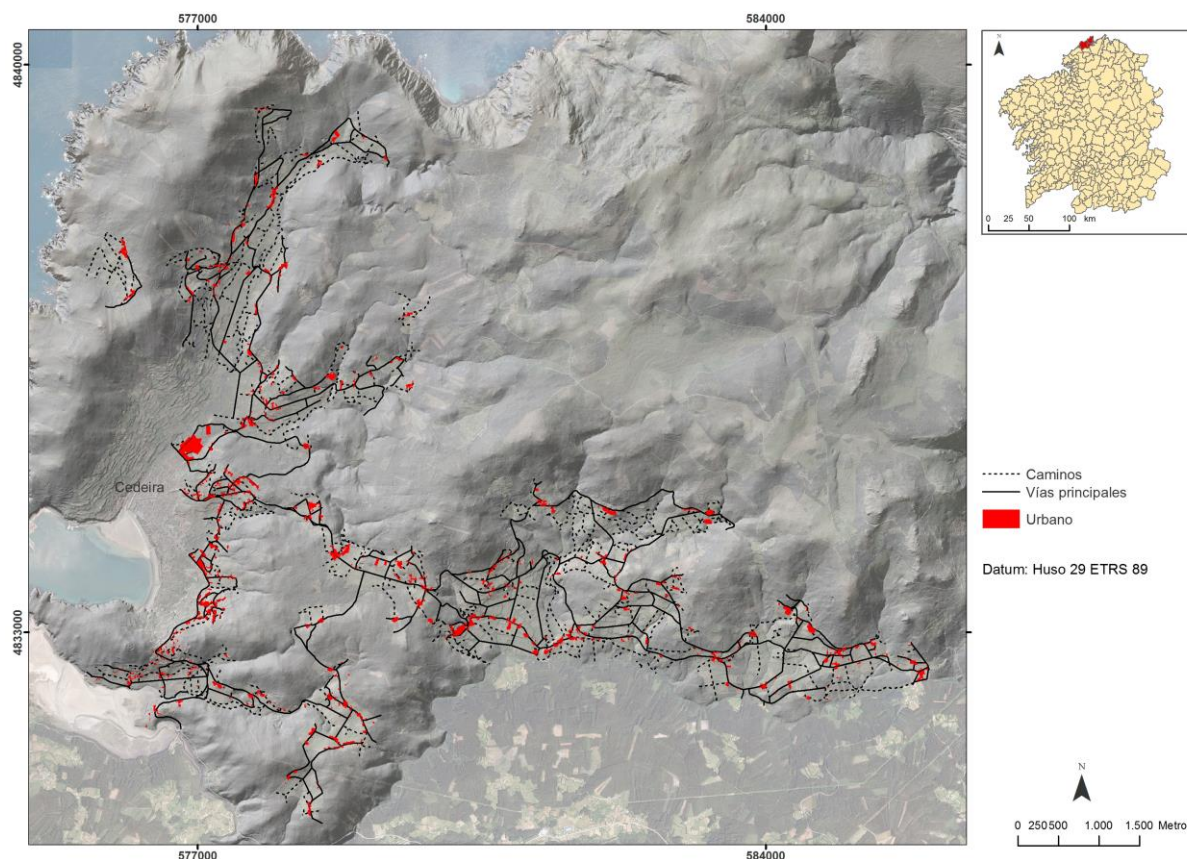 577000
584000
4840000
N
0 25 50 100 km
Cedeira
Caminos
Vías principales
Urbano
Datum: Huso 29 ETRS 89
4833000
N
0 250 500 1.000 1.500 Metro
577000
584000